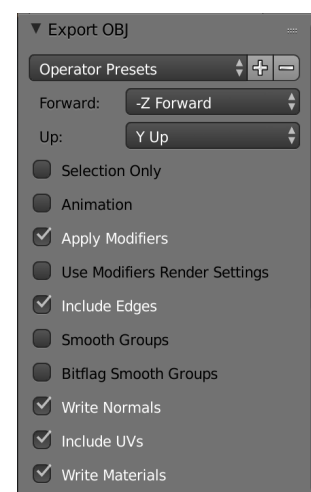 Export OBJ
Operator Presets
Forward: -Z Forward
Up: Y Up
Selection Only
Animation
Apply Modifiers
Use Modifiers Render Settings
Include Edges
Smooth Groups
Bitflag Smooth Groups
Write Normals
Include UVs
Write Materials